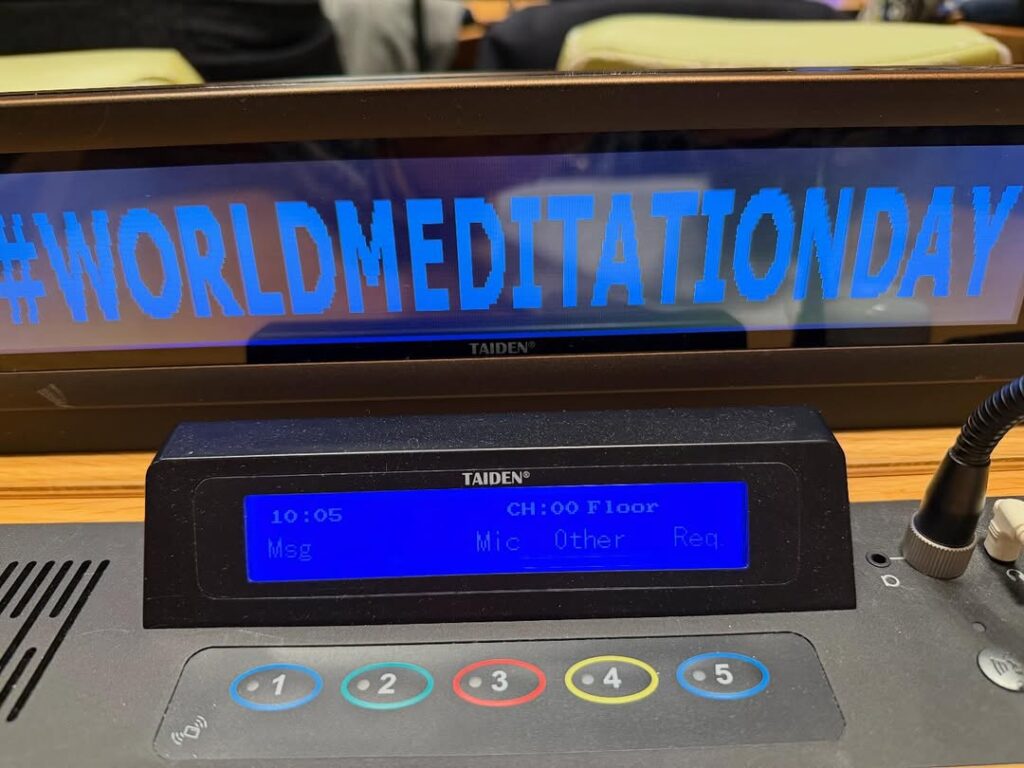 #WORLDMEDITATIONDAY
TAIDEN®
TAIDEN®
10:05 CH:00 Floor
Msg Mic Other Req
1 2 3 4 5